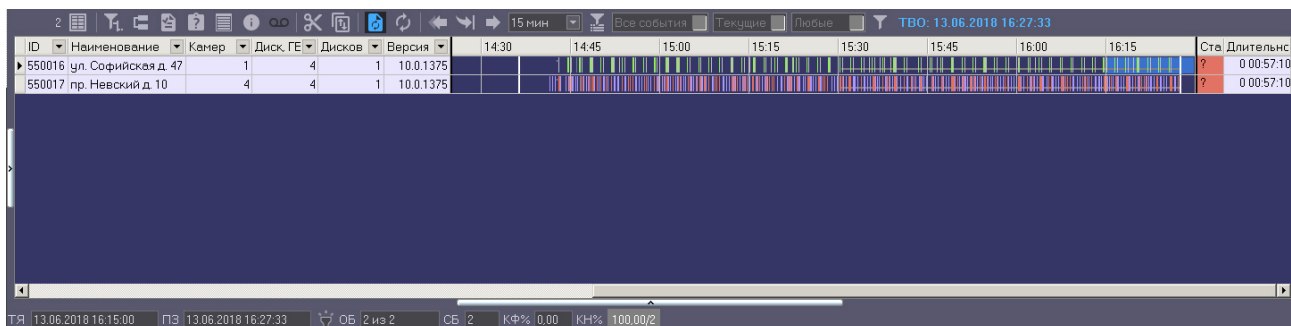 2 15 мин Все события Текущие Любые ТВО: 13.06.2018 16:27:33
ID Наименование Камер Диск, ГЕ Дисков Версия 14:30 14:45 15:00 15:15 15:30 15:45 16:00 16:15 Ста Длительнс
550016 ул. Софийская д. 47 1 4 1 10.0.1375 ? 0 00:57:10
550017 пр. Невский д. 10 4 4 1 10.0.1375 ? 0 00:57:10
ТЯ 13.06.2018 16:15:00 ПЗ 13.06.2018 16:27:33 ОБ 2 из 2 СБ 2 КФ% 0,00 КН% 100,00/2